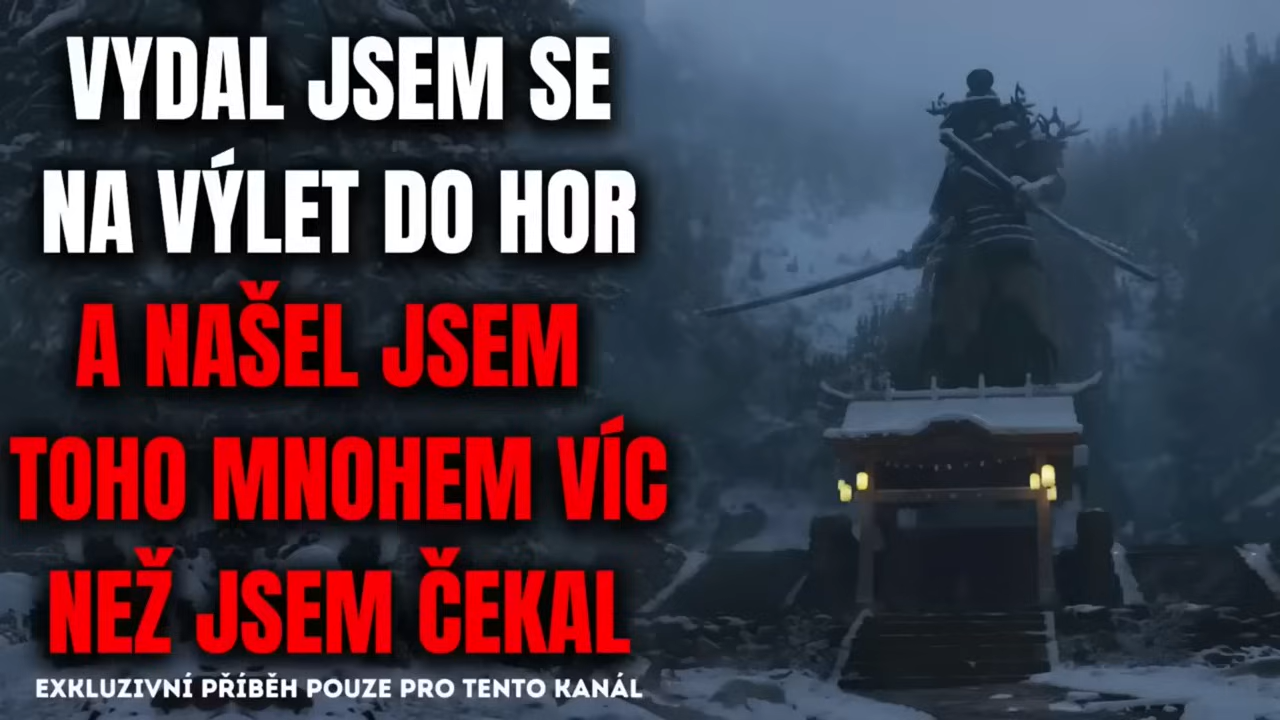 VYDAL JSEM SE
NA VÝLET DO HOR
A NAŠEL JSEM
TOHO MNOHEM VÍC
NEŽ JSEM ČEKAL
EXKLUZIVNÍ PŘÍBĚH POUZE PRO TENTO KANÁL